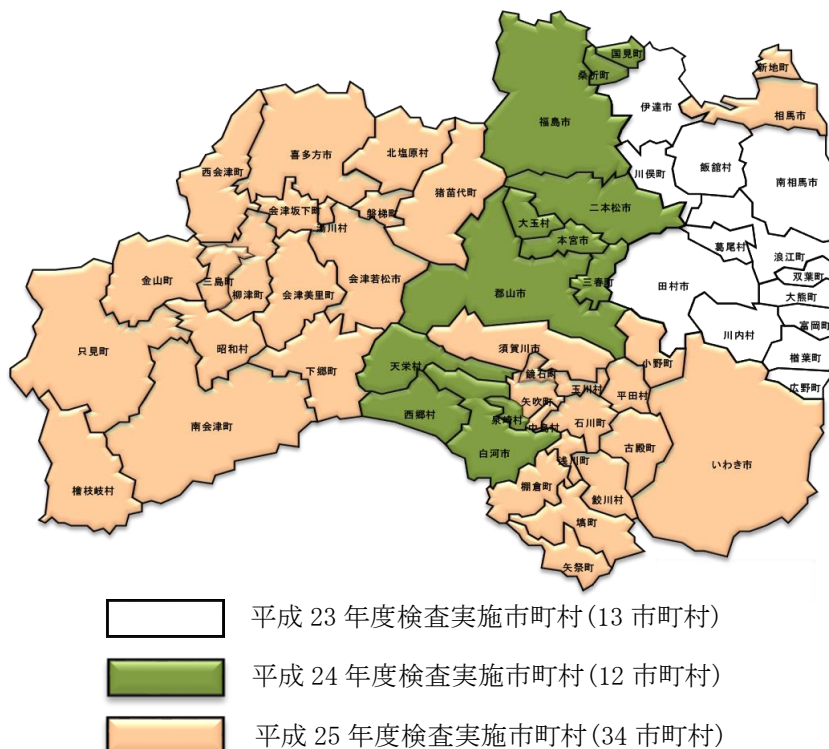 国見町
桑折町
新地町
伊達市
相馬市
福島市
喜多方市
北塩原村
飯舘村
南相馬市
西会津町
川俣町
猪苗代町
二本松市
会津坂下町
磐梯町
大玉村
湯川村
本宮市
葛尾村
浪江町
双葉町
金山町
三島町
会津若松市
三春町
田村市
柳津町
会津美里町
郡山市
大熊町
富岡町
川内村
只見町
昭和村
須賀川市
小野町
楢葉町
下郷町
天栄村
鏡石町
玉川村
平田村
広野町
矢吹町
西郷村
泉崎村
中島村
石川町
南会津町
白河市
古殿町
浅川町
いわき市
檜枝岐村
棚倉町
鮫川村
塙町
矢祭町
平成 23 年度検査実施市町村(13 市町村)
平成 24 年度検査実施市町村(12 市町村)
平成 25 年度検査実施市町村(34 市町村)